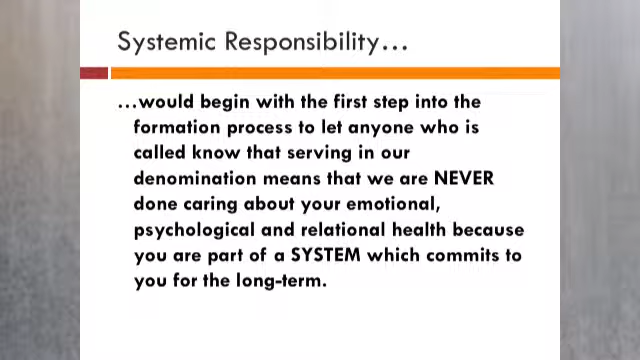 Systemic Responsibility…
…would begin with the first step into the
formation process to let anyone who is
called know that serving in our
denomination means that we are NEVER
done caring about your emotional,
psychological and relational health because
you are part of a SYSTEM which commits to
you for the long-term.